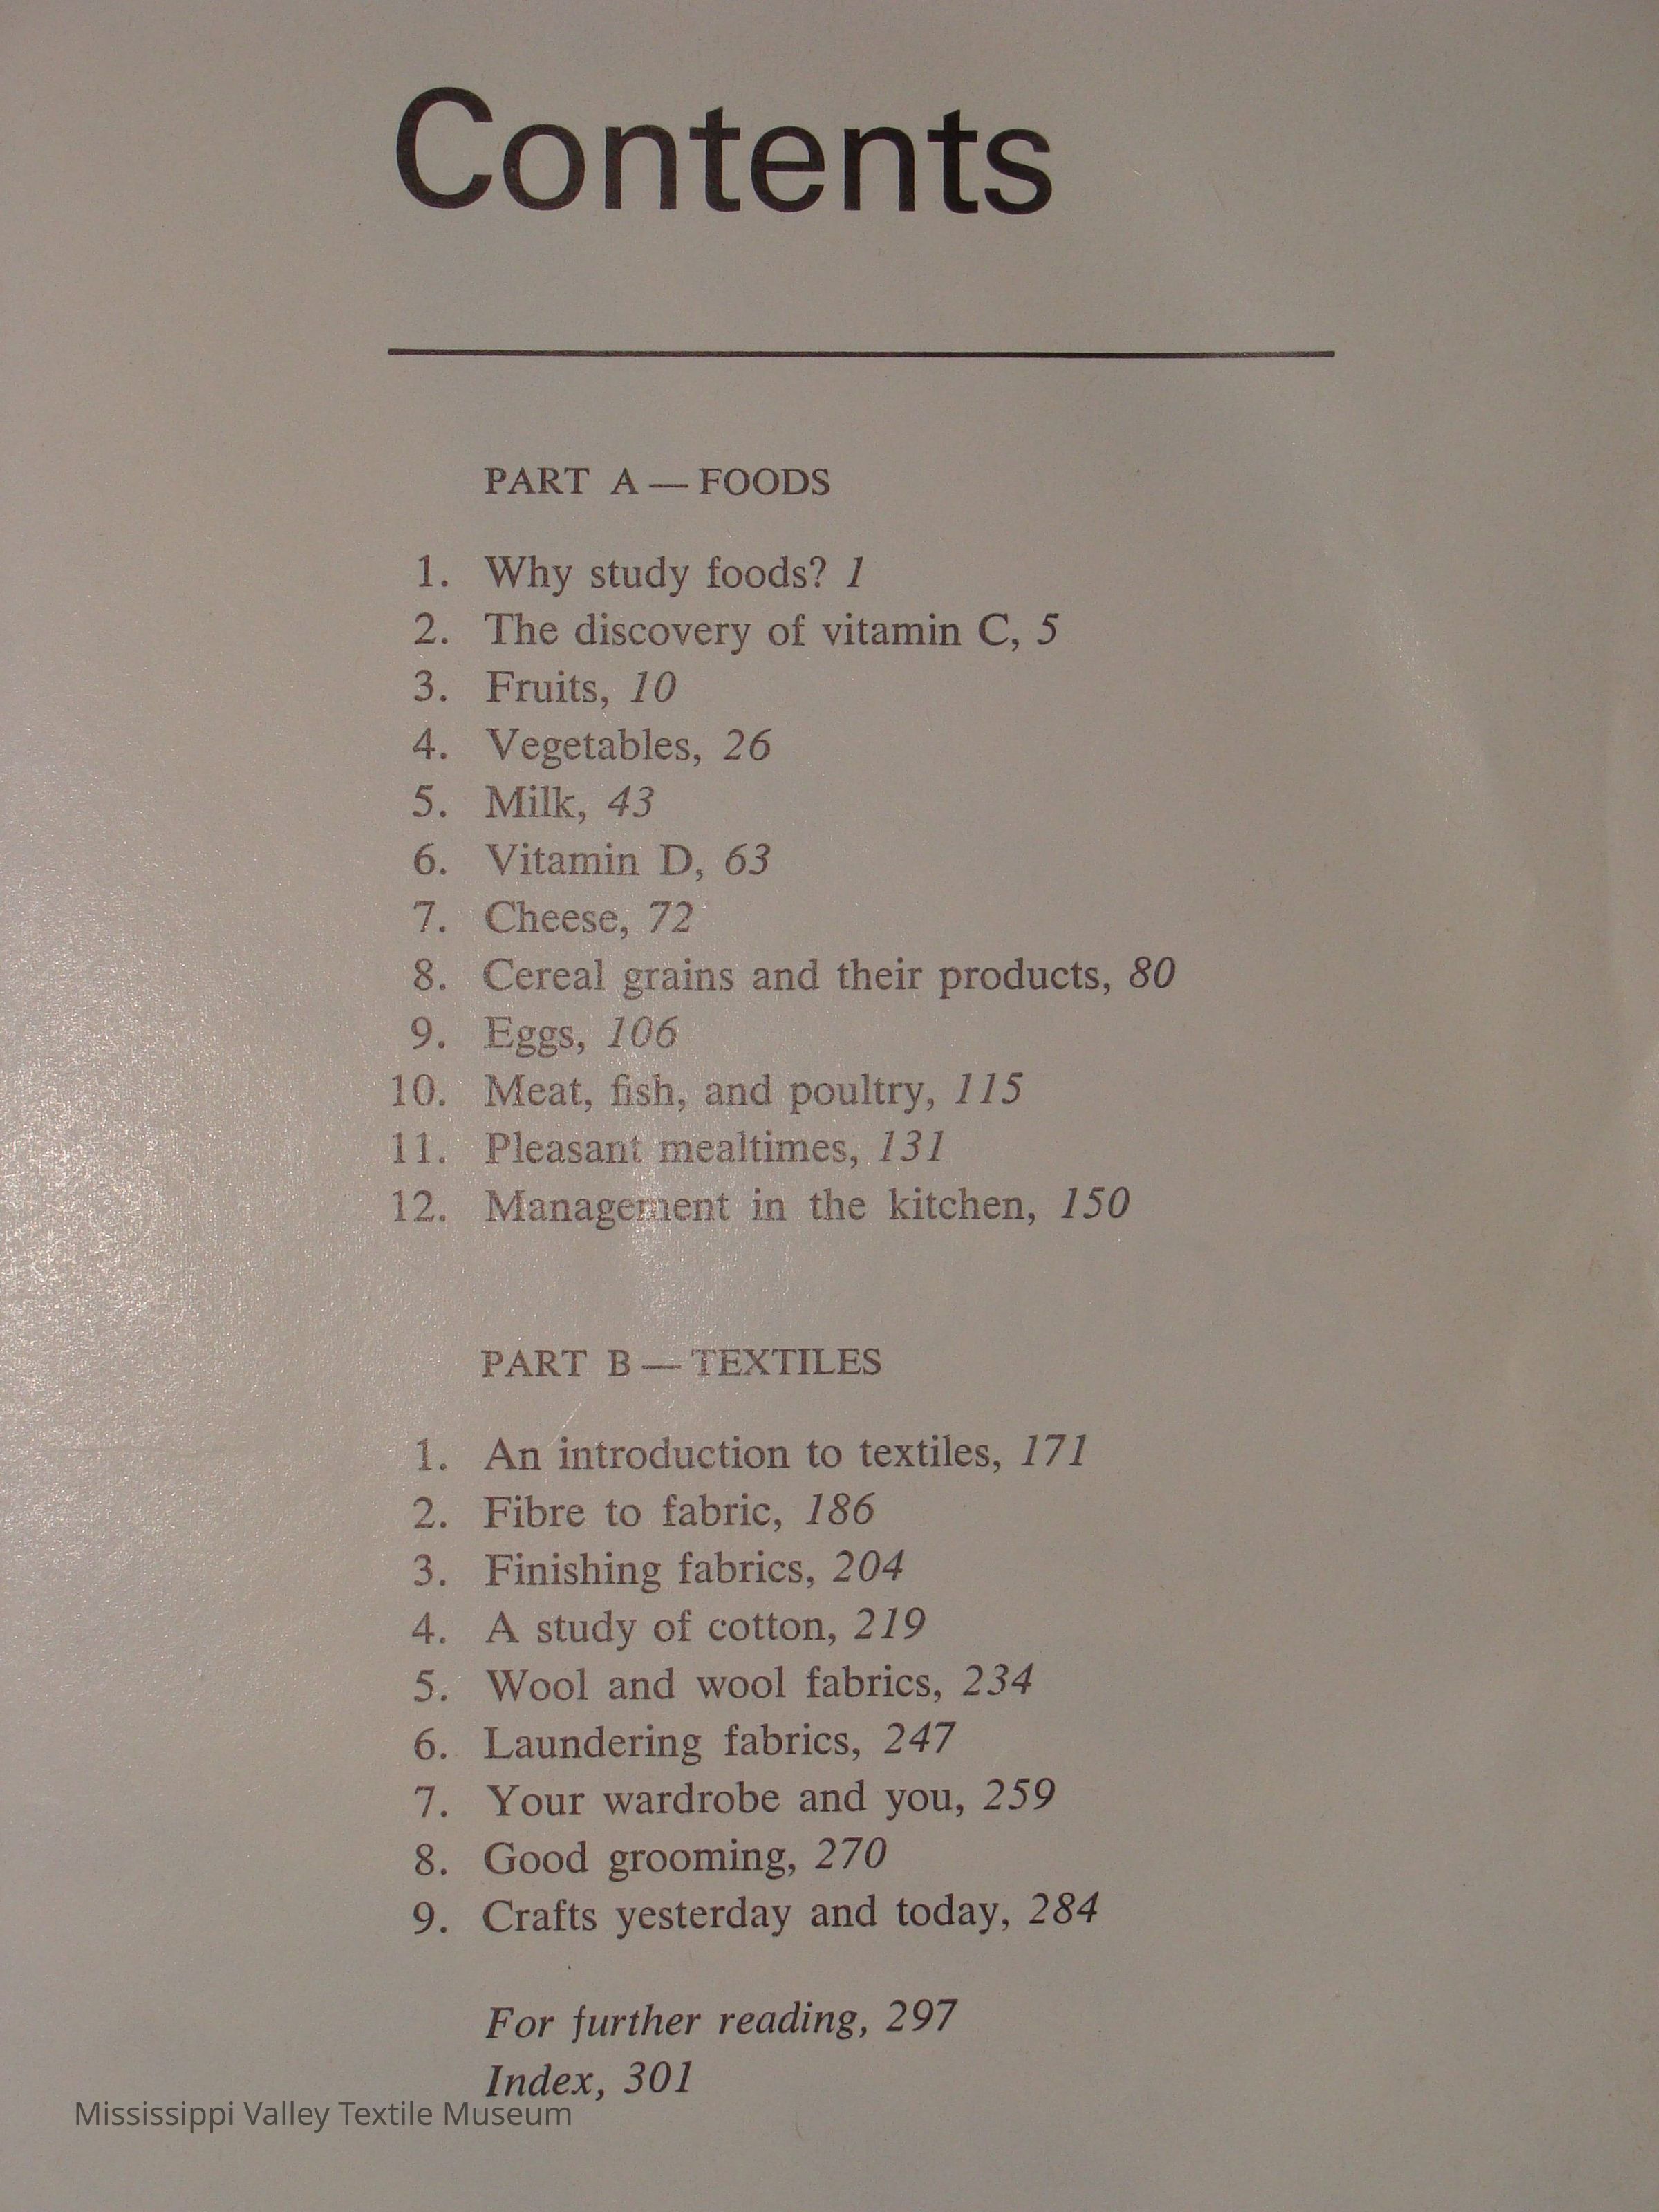 Contents
PART A — FOODS
1. Why study foods? 1
2. The discovery of vitamin C, 5
3. Fruits, 10
4. Vegetables, 26
5. Milk, 43
6. Vitamin D, 63
7. Cheese, 72
8. Cereal grains and their products, 80
9. Eggs, 106
10. Meat, fish, and poultry, 115
11. Pleasant mealtimes, 131
12. Management in the kitchen, 150
PART B — TEXTILES
1. An introduction to textiles, 171
2. Fibre to fabric, 186
3. Finishing fabrics, 204
4. A study of cotton, 219
5. Wool and wool fabrics, 234
6. Laundering fabrics, 247
7. Your wardrobe and you, 259
8. Good grooming, 270
9. Crafts yesterday and today, 284
For further reading, 297
Index, 301
Mississippi Valley Textile Museum